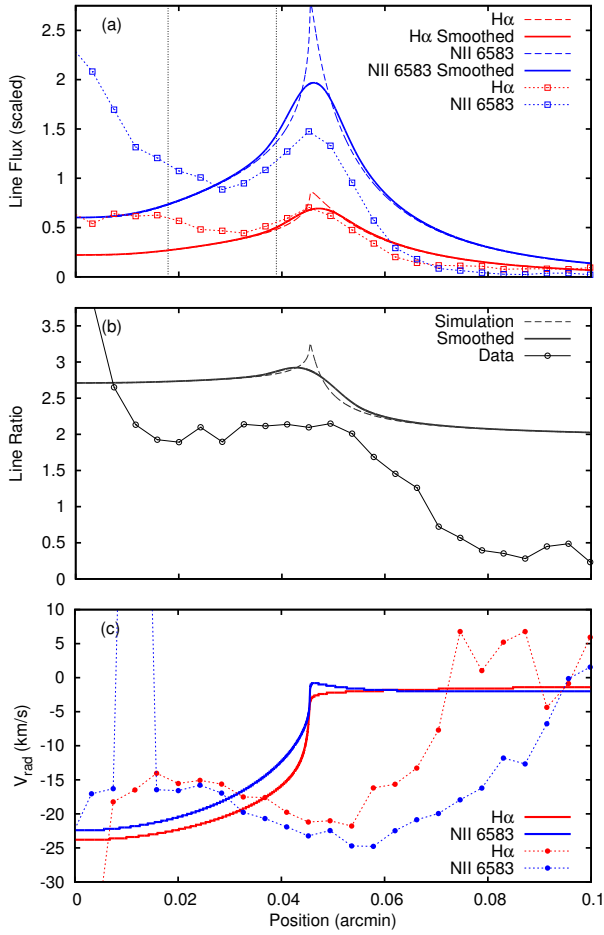 (a)
Hα
Hα Smoothed
NII 6583
NII 6583 Smoothed
Hα
NII 6583
Line Flux (scaled)
2.5
2
1.5
1
0.5
0
(b)
Simulation
Smoothed
Data
Line Ratio
3.5
3
2.5
2
1.5
1
0.5
0
(c)
Hα
NII 6583
Hα
NII 6583
V_rad (km/s)
10
5
0
-5
-10
-15
-20
-25
-30
0 0.02 0.04 0.06 0.08 0.1
Position (arcmin)